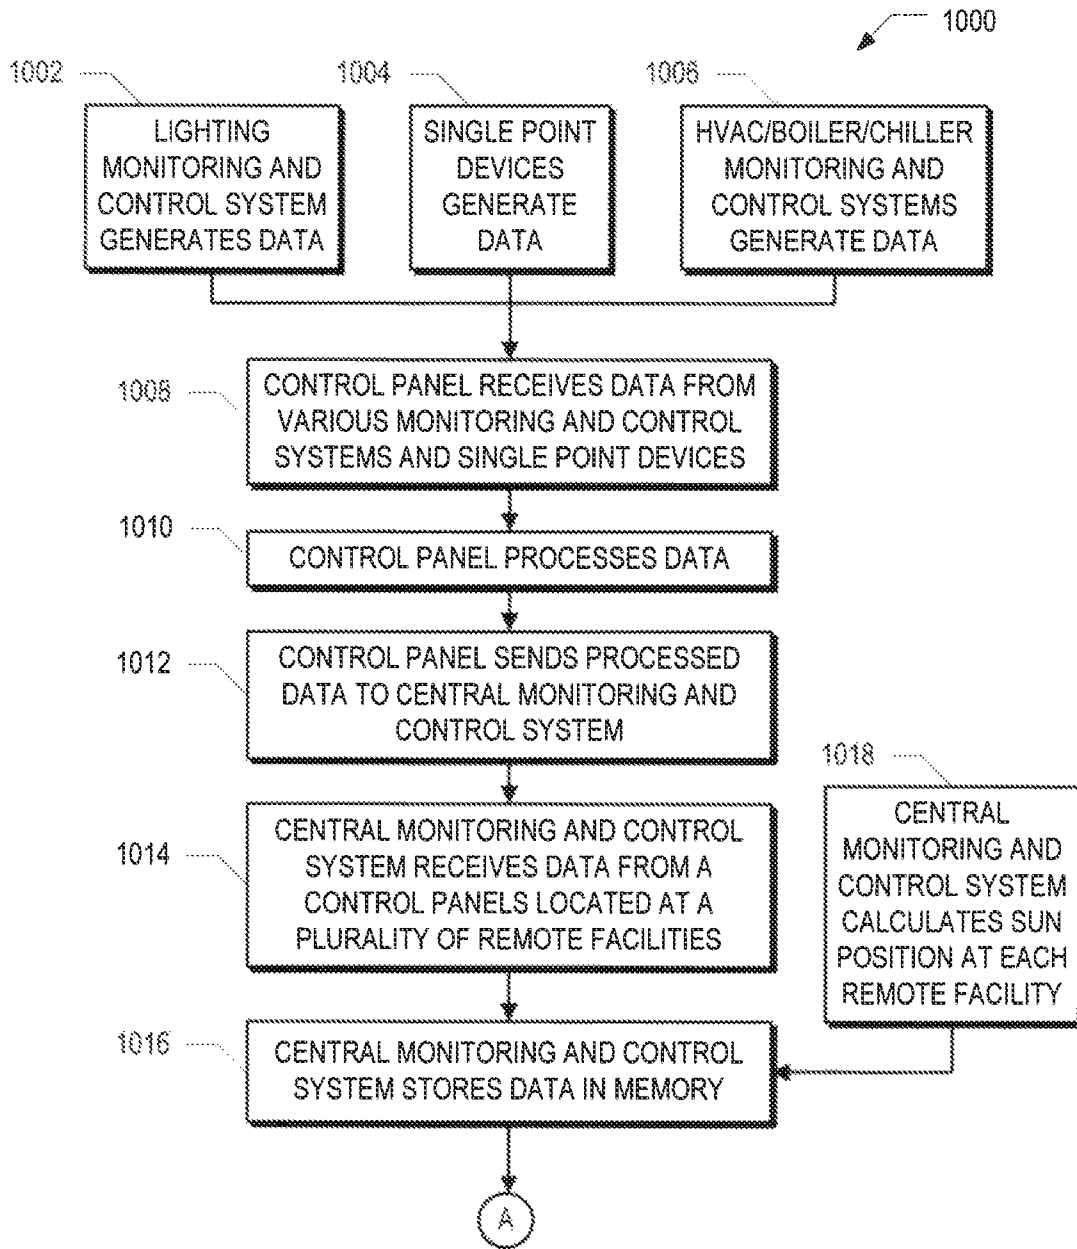 1000
1002
LIGHTING
MONITORING AND
CONTROL SYSTEM
GENERATES DATA
1004
SINGLE POINT
DEVICES
GENERATE
DATA
1006
HVAC/BOILER/CHILLER
MONITORING AND
CONTROL SYSTEMS
GENERATE DATA
1008
CONTROL PANEL RECEIVES DATA FROM
VARIOUS MONITORING AND CONTROL
SYSTEMS AND SINGLE POINT DEVICES
1010
CONTROL PANEL PROCESSES DATA
1012
CONTROL PANEL SENDS PROCESSED
DATA TO CENTRAL MONITORING AND
CONTROL SYSTEM
1014
CENTRAL MONITORING AND CONTROL
SYSTEM RECEIVES DATA FROM A
CONTROL PANELS LOCATED AT A
PLURALITY OF REMOTE FACILITIES
1018
CENTRAL
MONITORING AND
CONTROL SYSTEM
CALCULATES SUN
POSITION AT EACH
REMOTE FACILITY
1016
CENTRAL MONITORING AND CONTROL
SYSTEM STORES DATA IN MEMORY
A